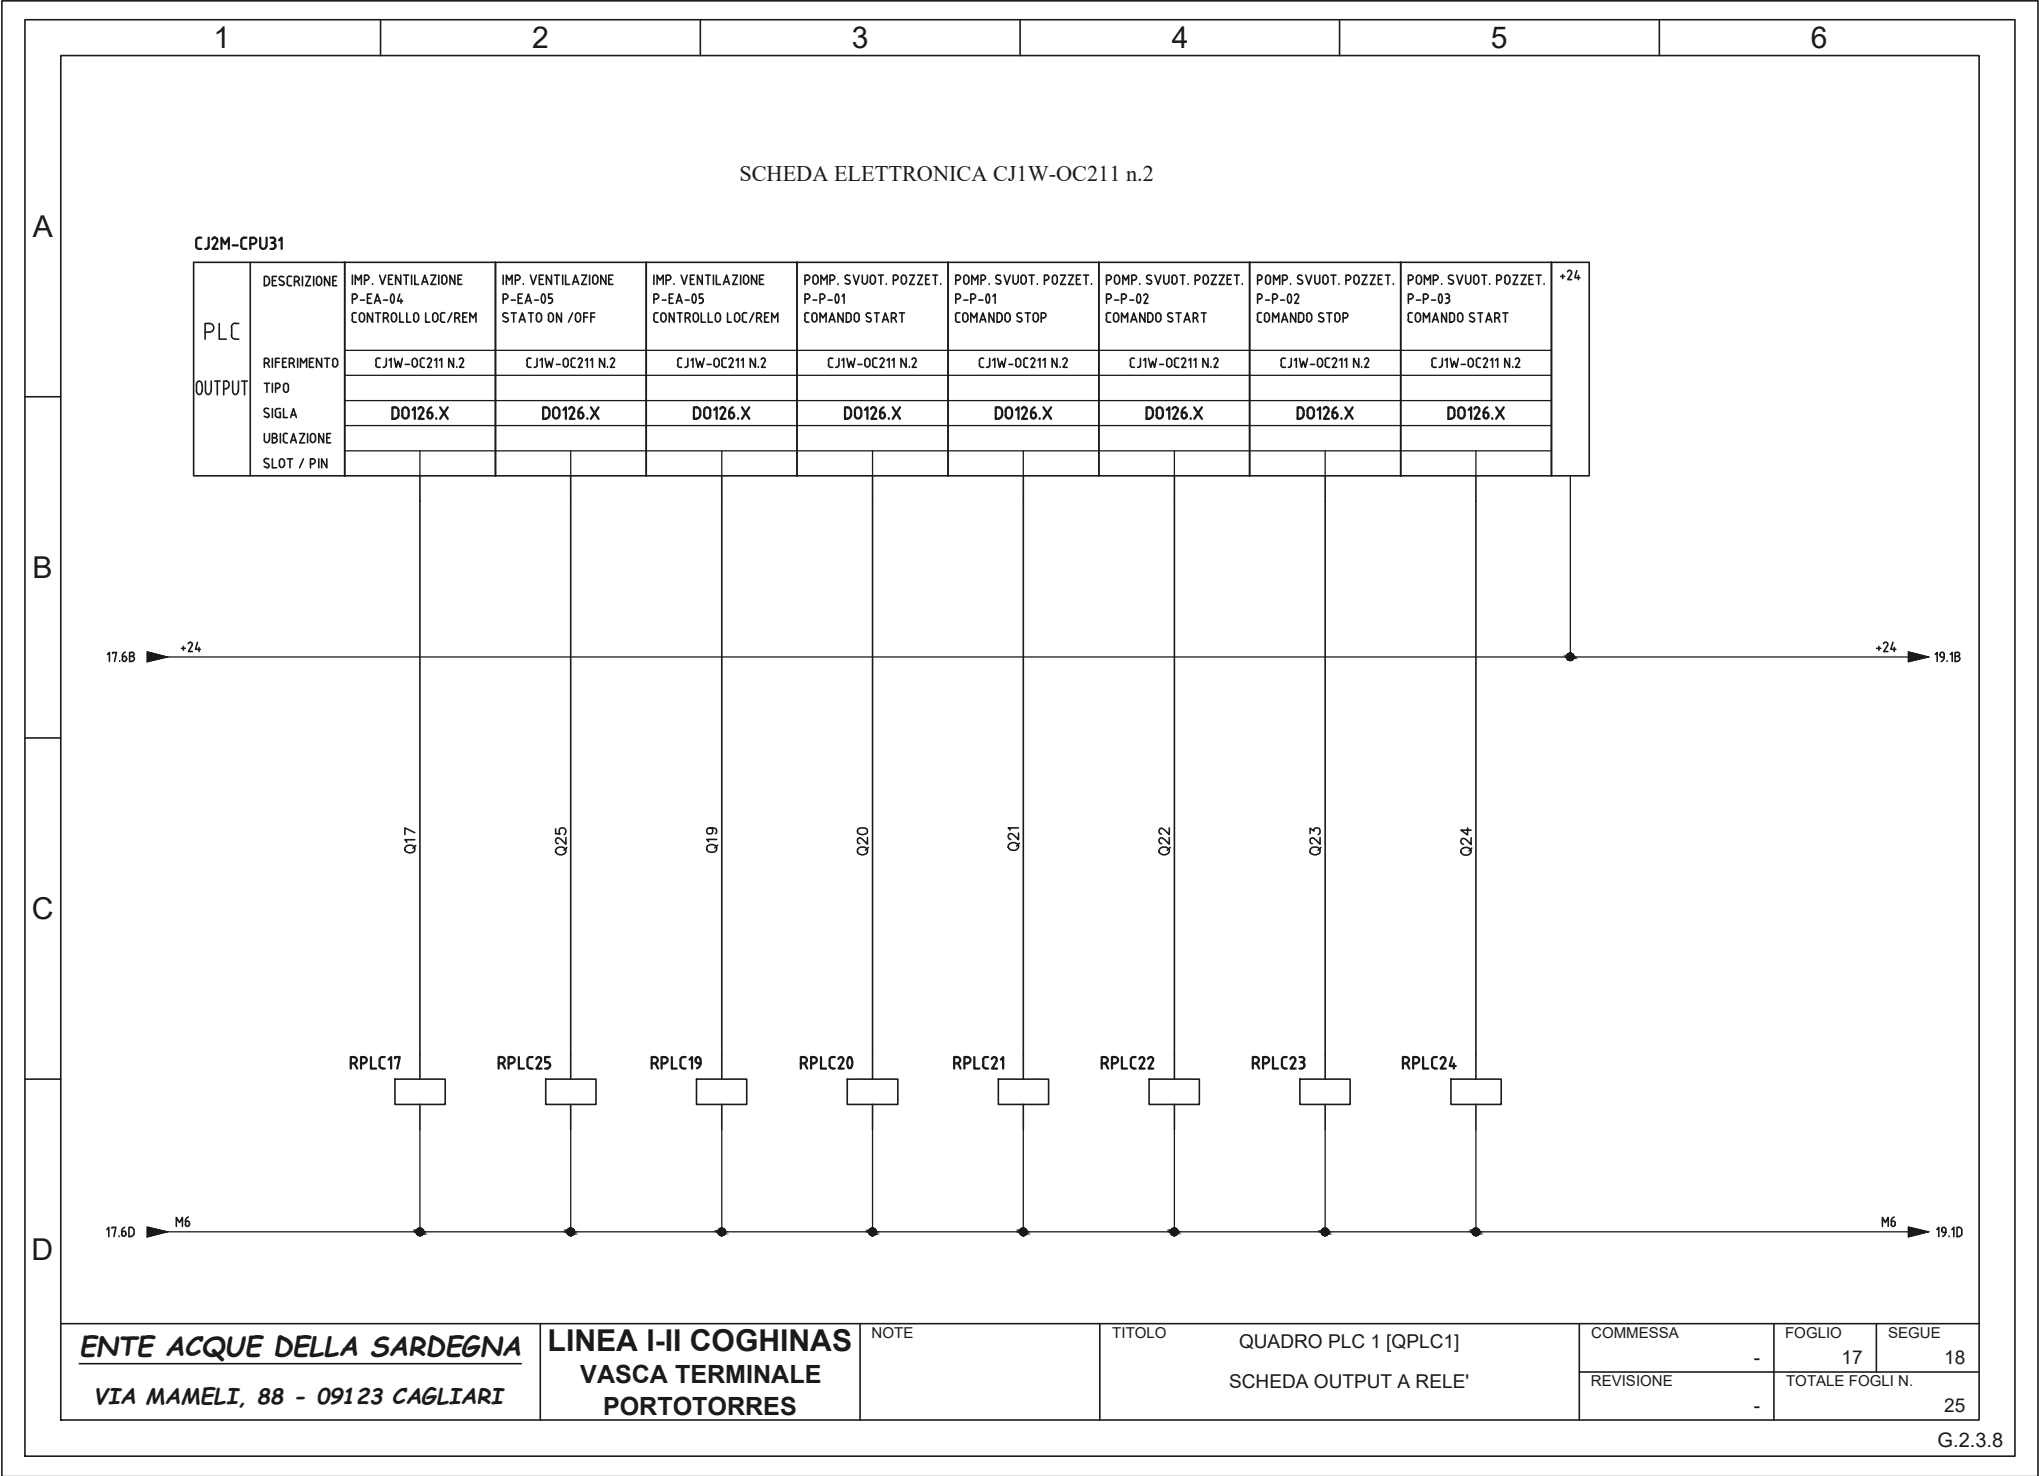 1 2 3 4 5 6
SCHEDA ELETTRONICA CJ1W-OC211 n.2
A
CJ2M-CPU31
PLC OUTPUT
DESCRIZIONE
IMP. VENTILAZIONE
P-EA-04
CONTROLLO LOC/REM
IMP. VENTILAZIONE
P-EA-05
STATO ON /OFF
IMP. VENTILAZIONE
P-EA-05
CONTROLLO LOC/REM
POMP. SVUOT. POZZET.
P-P-01
COMANDO START
POMP. SVUOT. POZZET.
P-P-01
COMANDO STOP
POMP. SVUOT. POZZET.
P-P-02
COMANDO START
POMP. SVUOT. POZZET.
P-P-02
COMANDO STOP
POMP. SVUOT. POZZET.
P-P-03
COMANDO START
+24
RIFERIMENTO CJ1W-OC211 N.2 CJ1W-OC211 N.2 CJ1W-OC211 N.2 CJ1W-OC211 N.2 CJ1W-OC211 N.2 CJ1W-OC211 N.2 CJ1W-OC211 N.2 CJ1W-OC211 N.2
TIPO
SIGLA DO126.X DO126.X DO126.X DO126.X DO126.X DO126.X DO126.X DO126.X
UBICAZIONE
SLOT / PIN
B
17.6B +24 +24 19.1B
Q17 Q25 Q19 Q20 Q21 Q22 Q23 Q24
C
RPLC17 RPLC25 RPLC19 RPLC20 RPLC21 RPLC22 RPLC23 RPLC24
17.6D M6 M6 19.1D
D
ENTE ACQUE DELLA SARDEGNA
VIA MAMELI, 88 - 09123 CAGLIARI
LINEA I-II COGHINAS
VASCA TERMINALE
PORTOTORRES
NOTE
TITOLO
QUADRO PLC 1 [QPLC1]
SCHEDA OUTPUT A RELE'
COMMESSA
-
REVISIONE
-
FOGLIO
17
SEGUE
18
TOTALE FOGLI N.
25
G.2.3.8